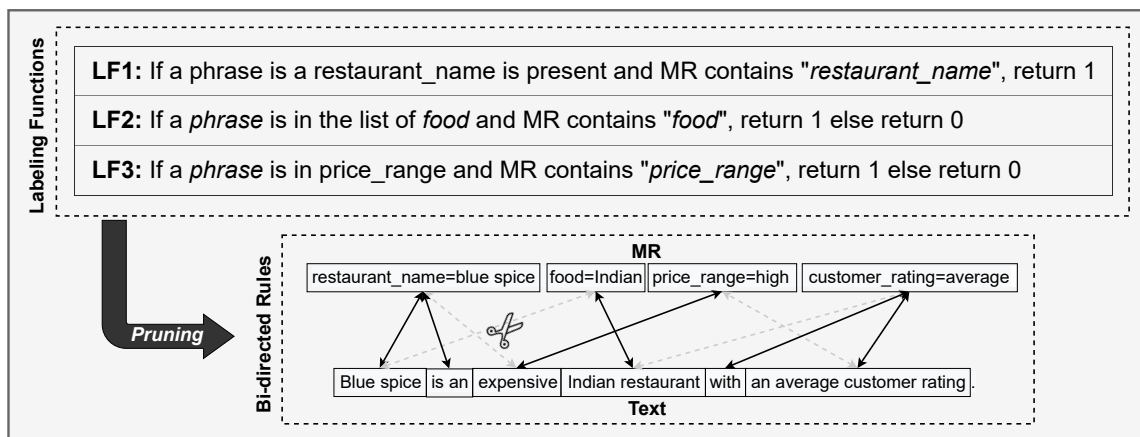 Labeling Functions
LF1: If a phrase is a restaurant_name is present and MR contains "restaurant_name", return 1
LF2: If a phrase is in the list of food and MR contains "food", return 1 else return 0
LF3: If a phrase is in price_range and MR contains "price_range", return 1 else return 0
Pruning
Bi-directed Rules
MR
restaurant_name=blue spice food=Indian price_range=high customer_rating=average
Blue spice is an expensive Indian restaurant with an average customer rating.
Text